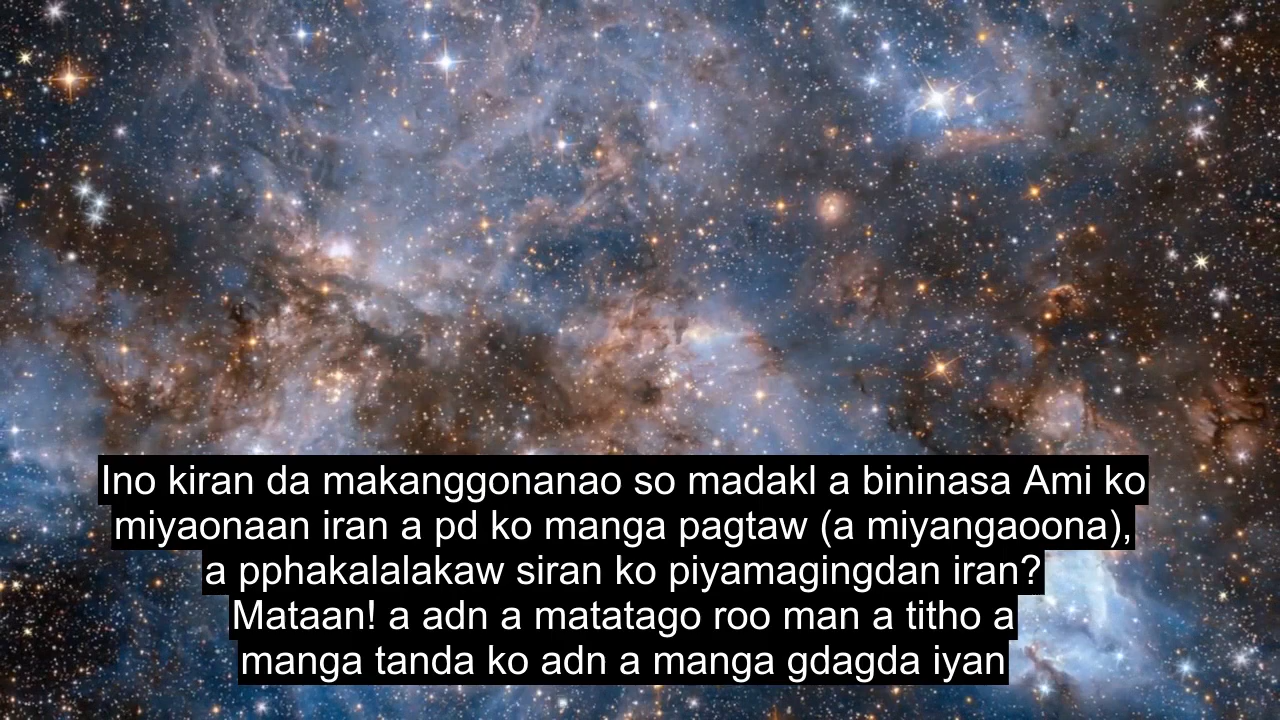 Ino kiran da makanggonanao so madakl a bininasa Ami ko
miyaonaan iran a pd ko manga pagtaw (a miyangaoona),
a pphakalalakaw siran ko piyamagingdan iran?
Mataan! a adn a matatago roo man a titho a
manga tanda ko adn a manga gdagda iyan